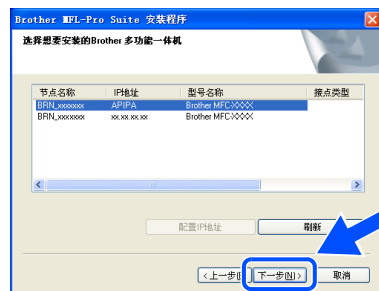 Brother MFL-Pro Suite 安装程序
选择想要安装的Brother 多功能一体机
节点名称 IP地址 型号名称 接点类型
BRN_xxxxxx APIPA Brother MFC-XXXX
BRN_xxxxxx xx.xx.xx.xx Brother MFC-XXXX
配置IP地址 刷新
<上一步 下一步(N)> 取消